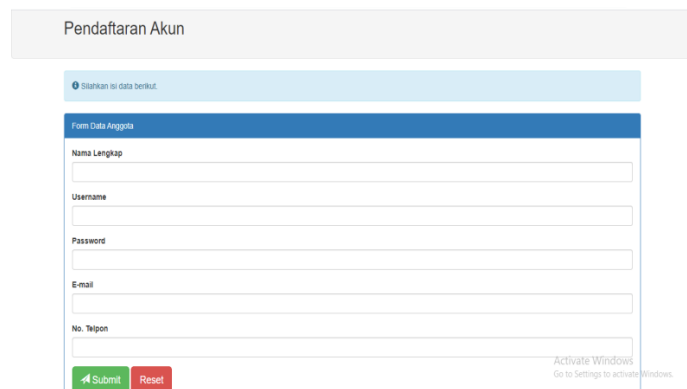 Pendaftaran Akun
Silahkan isi data berikut.
Form Data Anggota
Nama Lengkap
Username
Password
E-mail
No. Telpon
Submit Reset
Activate Windows
Go to Settings to activate Windows.